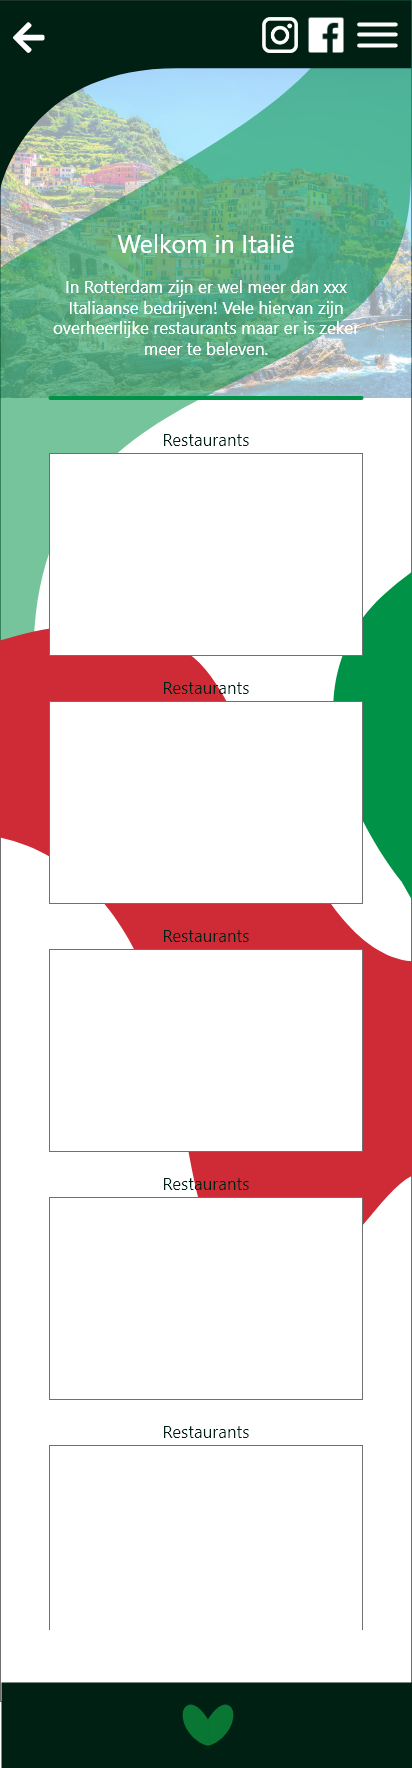 Welkom in Italië
In Rotterdam zijn er wel meer dan xxx
Italiaanse bedrijven! Vele hiervan zijn
overheerlijke restaurants maar er is zeker
meer te beleven.
Restaurants
Restaurants
Restaurants
Restaurants
Restaurants